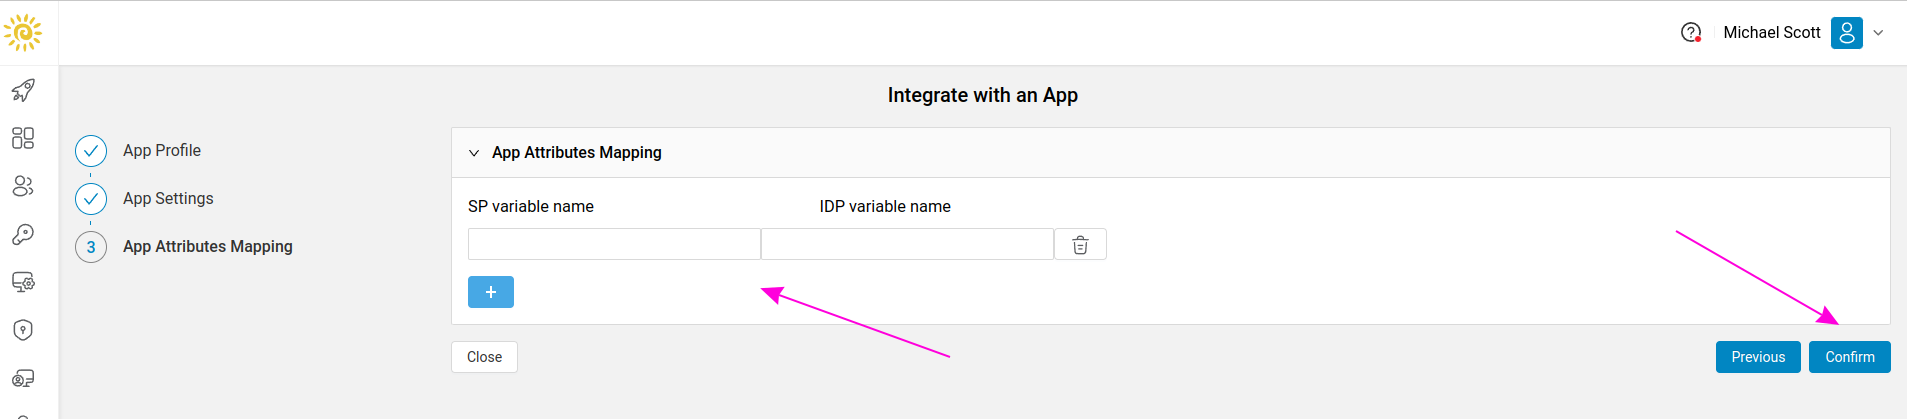 Michael Scott
Integrate with an App
App Profile
App Settings
3 App Attributes Mapping
App Attributes Mapping
SP variable name IDP variable name
+
Close Previous Confirm